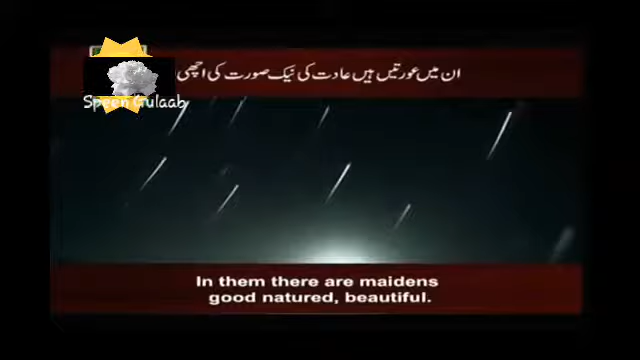 ان میں عورتیں ہیں عادت کی نیک صورت کی اچھی
Speen Gulaab
In them there are maidens
good natured, beautiful.